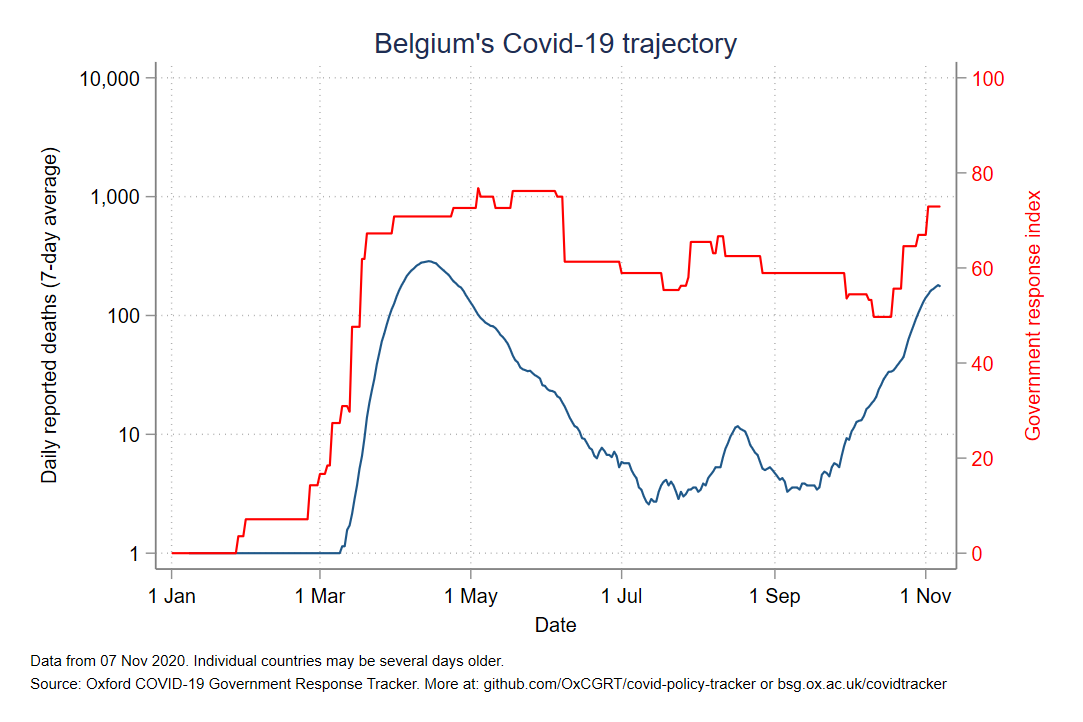 Belgium's Covid-19 trajectory
10,000
1,000
100
10
1
Daily reported deaths (7-day average)
100
80
60
40
20
0
Government response index
1 Jan
1 Mar
1 May
1 Jul
1 Sep
1 Nov
Date
Data from 07 Nov 2020. Individual countries may be several days older.
Source: Oxford COVID-19 Government Response Tracker. More at: github.com/OxCGRT/covid-policy-tracker or bsg.ox.ac.uk/covidtracker